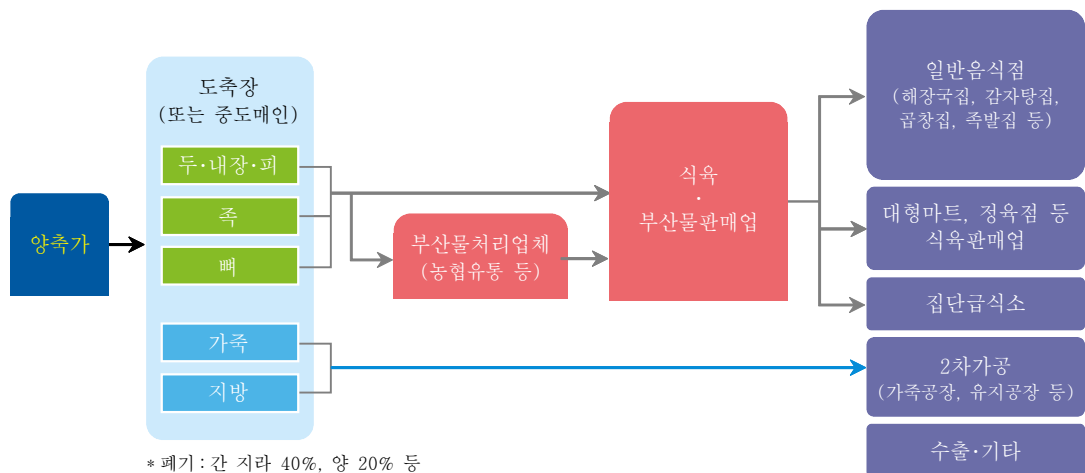 양축가
도축장
(또는 중도매인)
두·내장·피
족
뼈
가죽
지방
* 폐기 : 간 지라 40%, 양 20% 등
부산물처리업체
(농협유통 등)
식육
·
부산물판매업
일반음식점
(해장국집, 감자탕집,
곱창집, 족발집 등)
대형마트, 정육점 등
식육판매업
집단급식소
2차가공
(가죽공장, 유지공장 등)
수출·기타